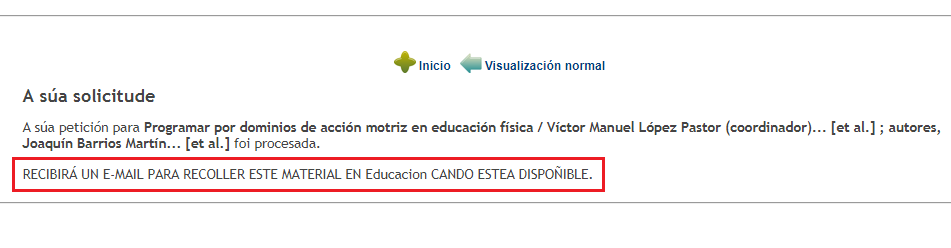 Inicio Visualización normal
A súa solicitude
A súa petición para Programar por dominios de acción motriz en educación física / Víctor Manuel López Pastor (coordinador)... [et al.] ; autores,
Joaquín Barrios Martín... [et al.] foi procesada.
RECIBIRÁ UN E-MAIL PARA RECOLLER ESTE MATERIAL EN Educacion CANDO ESTEA DISPOÑIBLE.